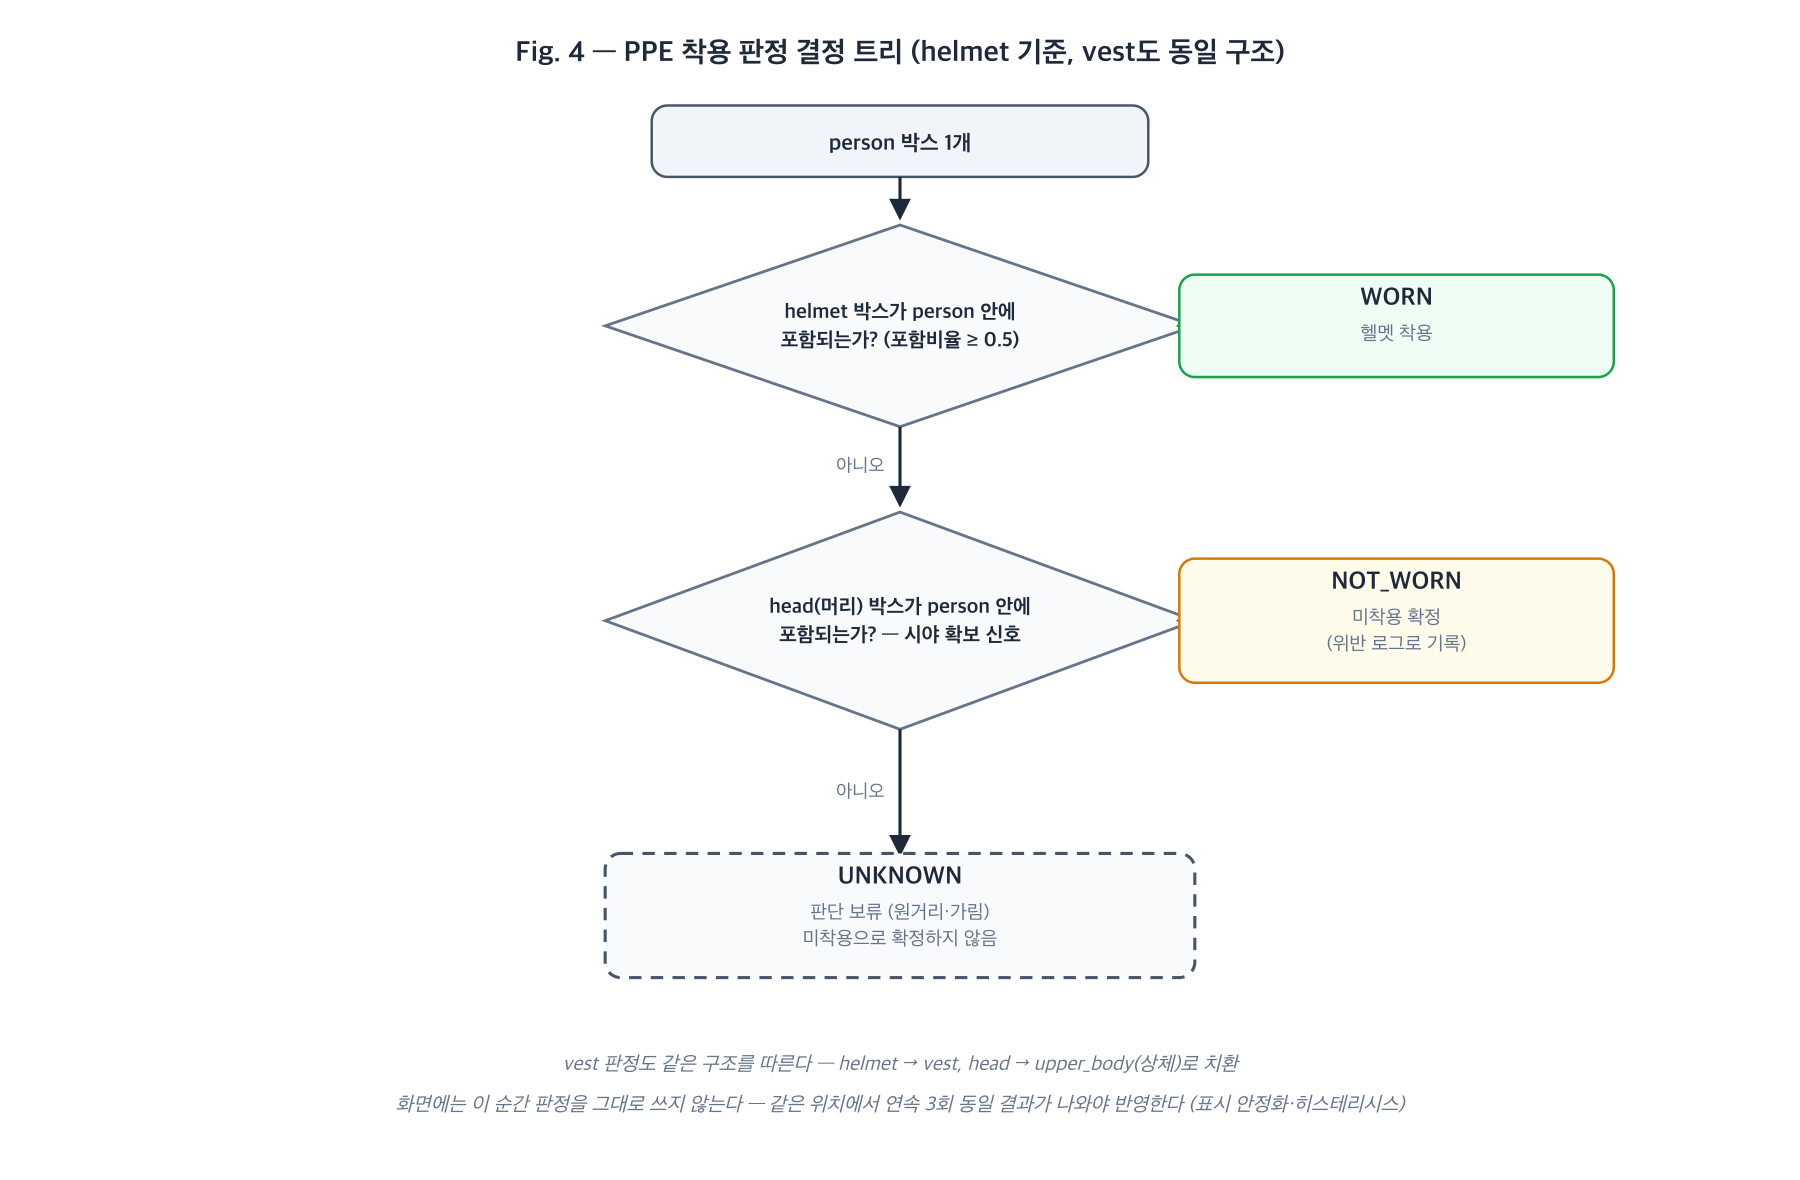 Fig. 4 — PPE 착용 판정 결정 트리 (helmet 기준, vest도 동일 구조)
person 박스 1개
helmet 박스가 person 안에
포함되는가? (포함비율 ≥ 0.5)
WORN
헬멧 착용
아니오
head(머리) 박스가 person 안에
포함되는가? — 시야 확보 신호
NOT_WORN
미착용 확정
(위반 로그로 기록)
아니오
UNKNOWN
판단 보류 (원거리·가림)
미착용으로 확정하지 않음
vest 판정도 같은 구조를 따른다 — helmet → vest, head → upper_body(상체)로 치환
화면에는 이 순간 판정을 그대로 쓰지 않는다 — 같은 위치에서 연속 3회 동일 결과가 나와야 반영한다 (표시 안정화·히스테리시스)